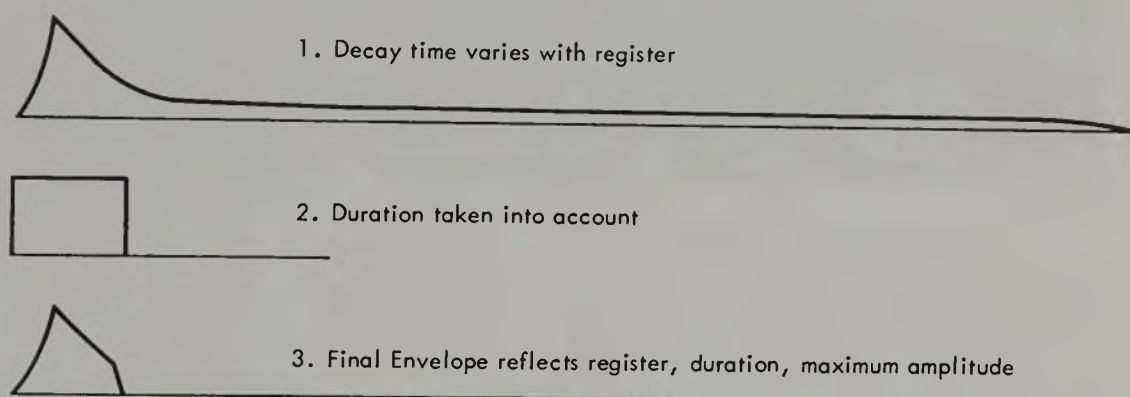 1. Decay time varies with register
2. Duration taken into account
3. Final Envelope reflects register, duration, maximum amplitude